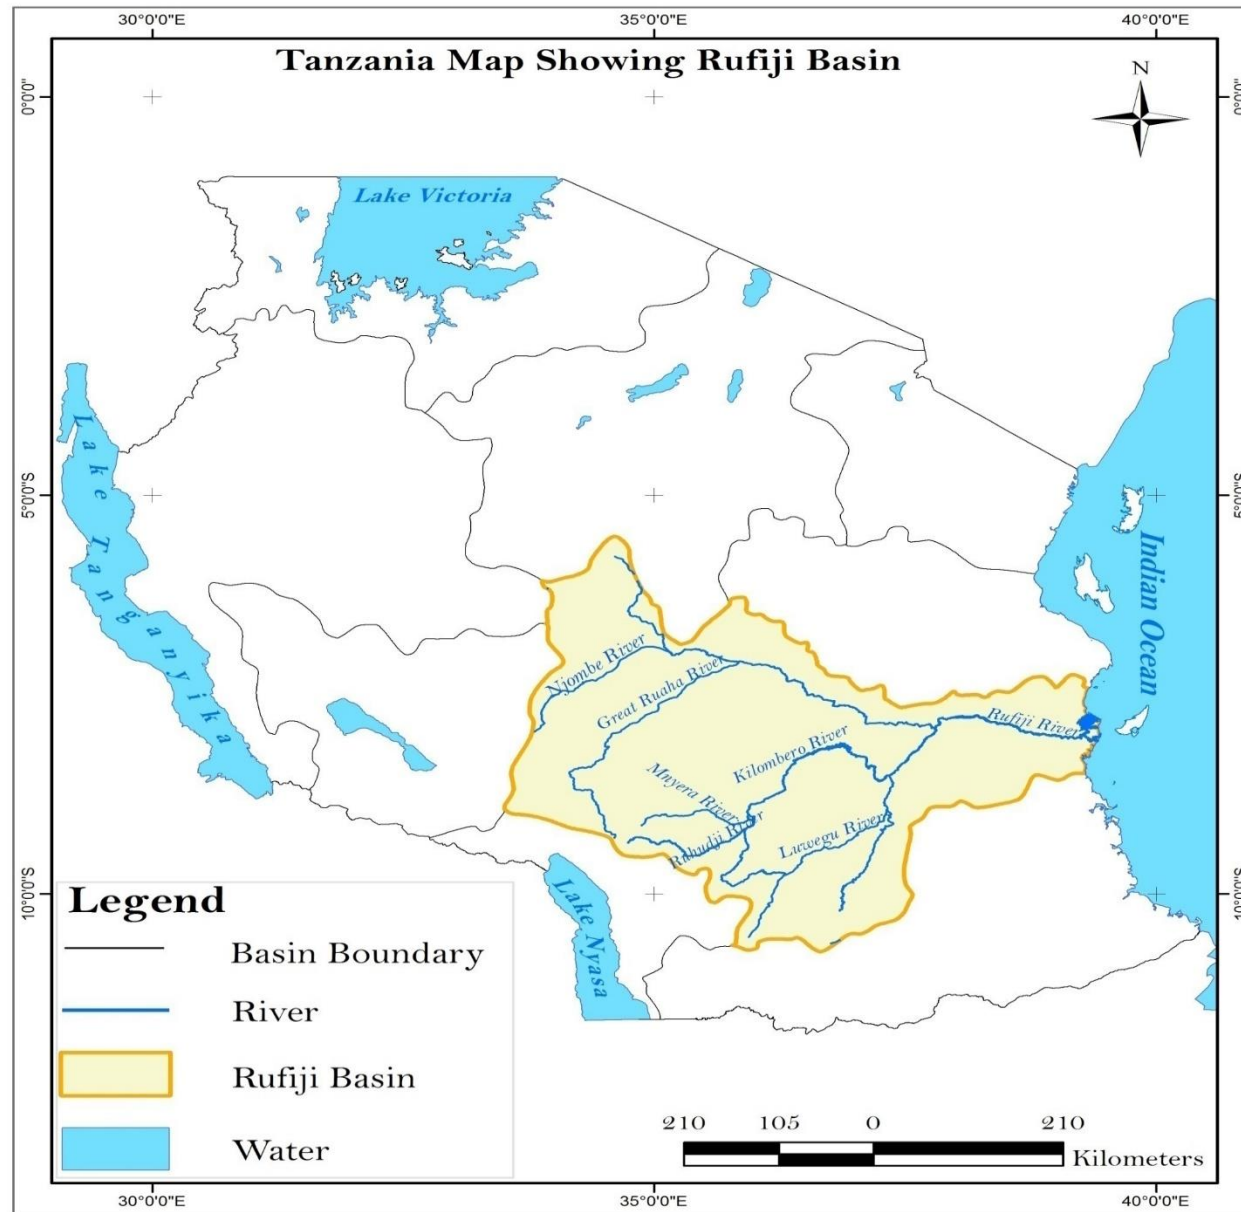 30°0'0"E 35°0'0"E 40°0'0"E
Tanzania Map Showing Rufiji Basin
N
0°0'0" 0°0'0"
Lake Victoria
Lake Tanganyika
5°0'0"S 5°0'0"S
Indian Ocean
Njombe River
Great Ruaha River
Rufiji River
Kilombero River
Mnyera River
Ruhudji River
Luwegu River
Lake Nyasa
10°0'0"S 10°0'0"S
Legend
Basin Boundary
River
Rufiji Basin
Water
210 105 0 210
Kilometers
30°0'0"E 35°0'0"E 40°0'0"E